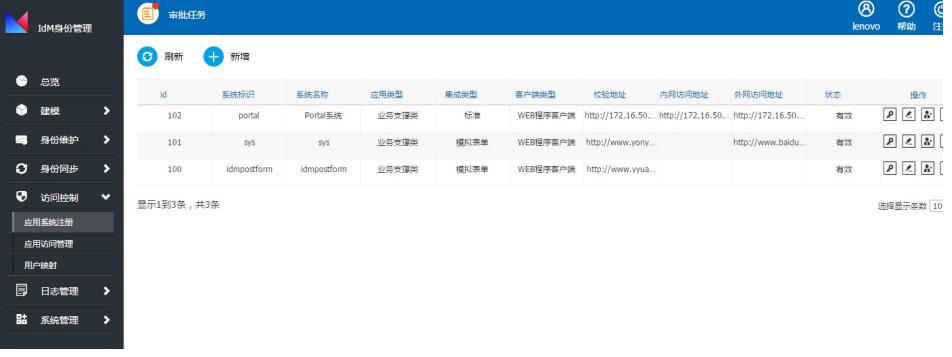 IdM身份管理
审批任务
lenovo 帮助 注
刷新 新增
总览
建模
身份维护
身份同步
访问控制
应用系统注册
应用访问管理
用户映射
日志管理
系统管理
id 系统标识 系统名称 应用类型 集成类型 客户端类型 校验地址 内网访问地址 外网访问地址 状态 操作
102 portal Portal系统 业务支撑类 标准 WEB程序客户端 http://172.16.50.... http://172.16.50.... http://172.16.50.... 有效
101 sys sys 业务支撑类 模拟表单 WEB程序客户端 http://www.yony... http://www.baidu... 有效
100 idmpostform idmpostform 业务支撑类 模拟表单 WEB程序客户端 http://www.yyua... 有效
显示1到3条，共3条
选择显示条数 10